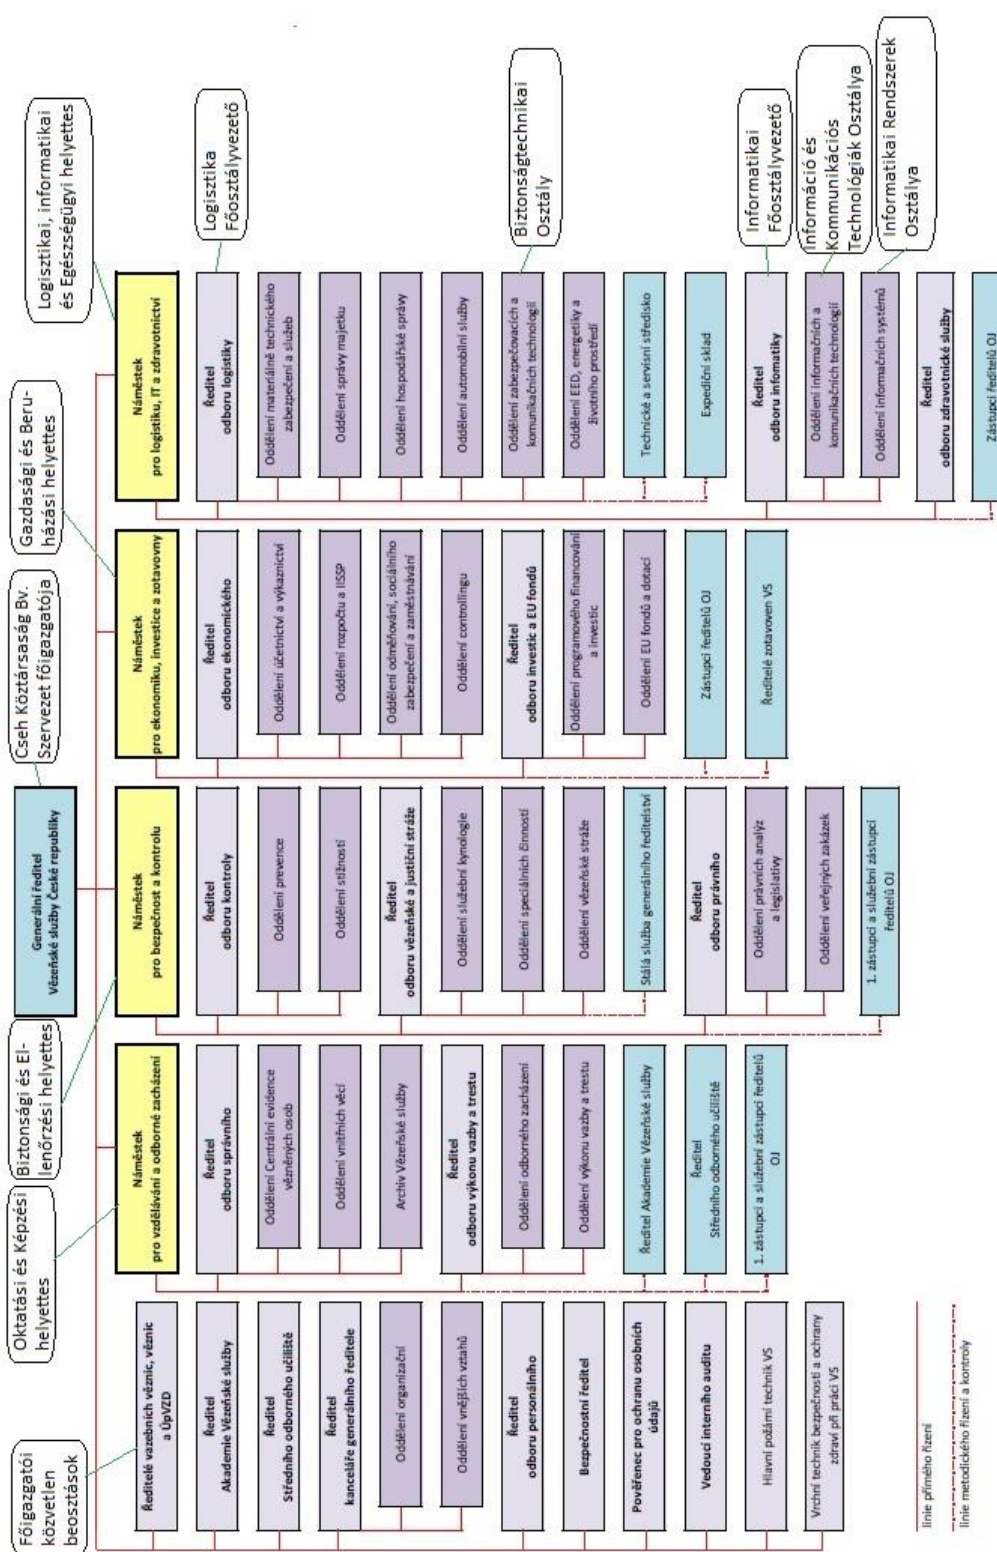 Főigazgatói
közvetlen
beosztások
Oktatási és Képzési
helyettes
Biztonsági és El-
lenőrzési helyettes
Cseh Köztársaság Bv.
Szervezet főigazgatója
Gazdasági és Beru-
házási helyettes
Logisztikai, informatikai
és Egészségügyi helyettes
Generální ředitel
Vězeňské služby České republiky
Ředitelé vazebních věznic, věznic
a ÚpVZD
Ředitel
Akademie Vězeňské služby
Ředitel
Středního odborného učiliště
Ředitel
kanceláře generálního ředitele
Oddělení organizační
Oddělení vnějších vztahů
Ředitel
odboru personálního
Bezpečnostní ředitel
Pověřenec pro ochranu osobních
údajů
Vedoucí interního auditu
Hlavní požární technik VS
Vrchní technik bezpečnosti a ochrany
zdraví při práci VS
Náměstek
pro vzdělávání a odborné zacházení
Ředitel
odboru správního
Oddělení Centrální evidence
vězněných osob
Oddělení vnitřních věcí
Archiv Vězeňské služby
Ředitel
odboru výkonu vazby a trestu
Oddělení odborného zacházení
Oddělení výkonu vazby a trestu
Ředitel Akademie Vězeňské služby
Ředitel
Středního odborného učiliště
1. zástupci a služební zástupci ředitelů
OJ
Náměstek
pro bezpečnost a kontrolu
Ředitel
odboru kontroly
Oddělení prevence
Oddělení stížností
Ředitel
odboru vězeňské a justiční stráže
Oddělení služební kynologie
Oddělení speciálních činností
Oddělení vězeňské stráže
Stálá služba generálního ředitelství
Ředitel
odboru právního
Oddělení právních analýz
a legislativy
Oddělení veřejných zakázek
1. zástupci a služební zástupci
ředitelů OJ
Náměstek
pro ekonomiku, investice a zotavovny
Ředitel
odboru ekonomického
Oddělení účetnictví a výkaznictví
Oddělení rozpočtu a IISSP
Oddělení odměňování, sociálního
zabezpečení a zaměstnávání
Oddělení controllingu
Ředitel
odboru investic a EU fondů
Oddělení programového financování
a investic
Oddělení EU fondů a dotací
Zástupci ředitelů OJ
Ředitelé zotavoven VS
Náměstek
pro logistiku, IT a zdravotnictví
Ředitel
odboru logistiky
Oddělení materiálně technického
zabezpečení a služeb
Oddělení správy majetku
Oddělení hospodářské správy
Oddělení automobilní služby
Oddělení zabezpečovacích a
komunikačních technologií
Oddělení EED, energetiky a
životního prostředí
Technické a servisní středisko
Expediční sklad
Ředitel
odboru infomatiky
Oddělení informačních a
komunikačních technologií
Oddělení informačních systémů
Ředitel
odboru zdravotnické služby
Zástupci ředitelů OJ
Logisztika
Főosztályvezető
Biztonságtechnikai
Osztály
Informatikai
Főosztályvezető
Információ és
Kommunikációs
Technológiák Osztálya
Informatikai Rendszerek
Osztálya
linie přímého řízení
linie metodického řízení a kontroly